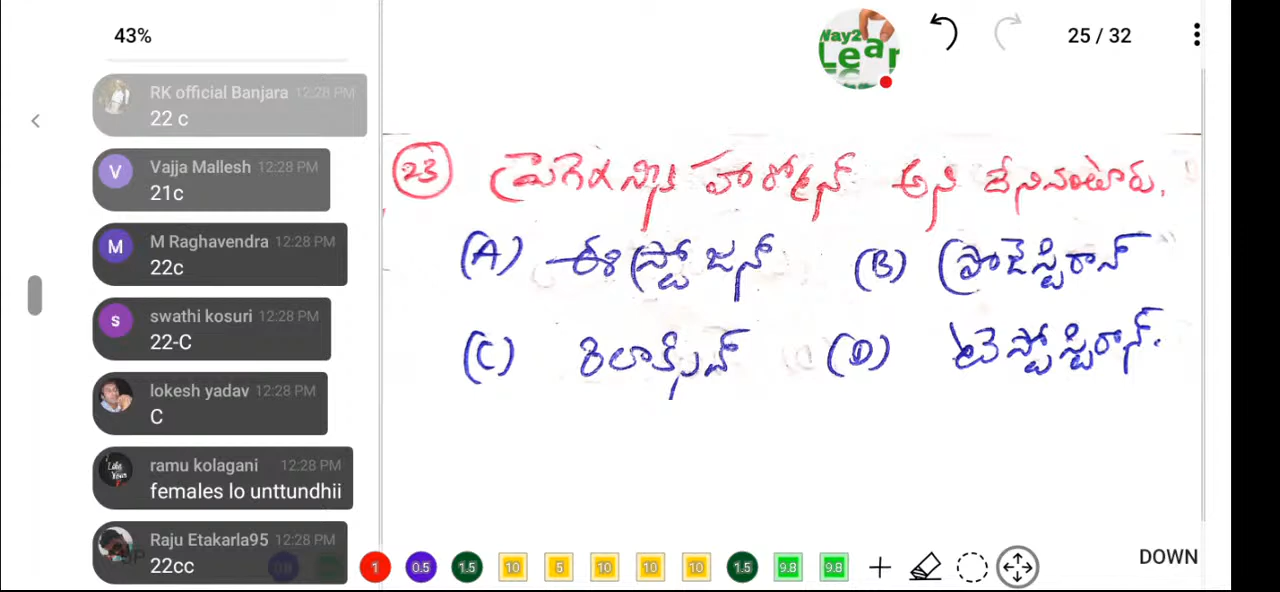 43%
Way2
Lear
25 / 32
RK official Banjara 12:28 PM
22 c
Vajja Mallesh 12:28 PM
21c
M Raghavendra 12:28 PM
22c
swathi kosuri 12:28 PM
22-C
lokesh yadav 12:28 PM
C
ramu kolagani 12:28 PM
females lo unttundhii
Raju Etakarla95 12:28 PM
22cc
23 ప్రెగెన్సీ హార్మోన్ అని దేనినంటారు.
(A) ఈస్ట్రోజన్ (B) ప్రొజెస్టిరాన్
(C) రిలాక్సిన్ (D) టెస్టోస్టిరాన్.
1 0.5 1.5 10 5 10 10 10 1.5 9.8 9.8
DOWN